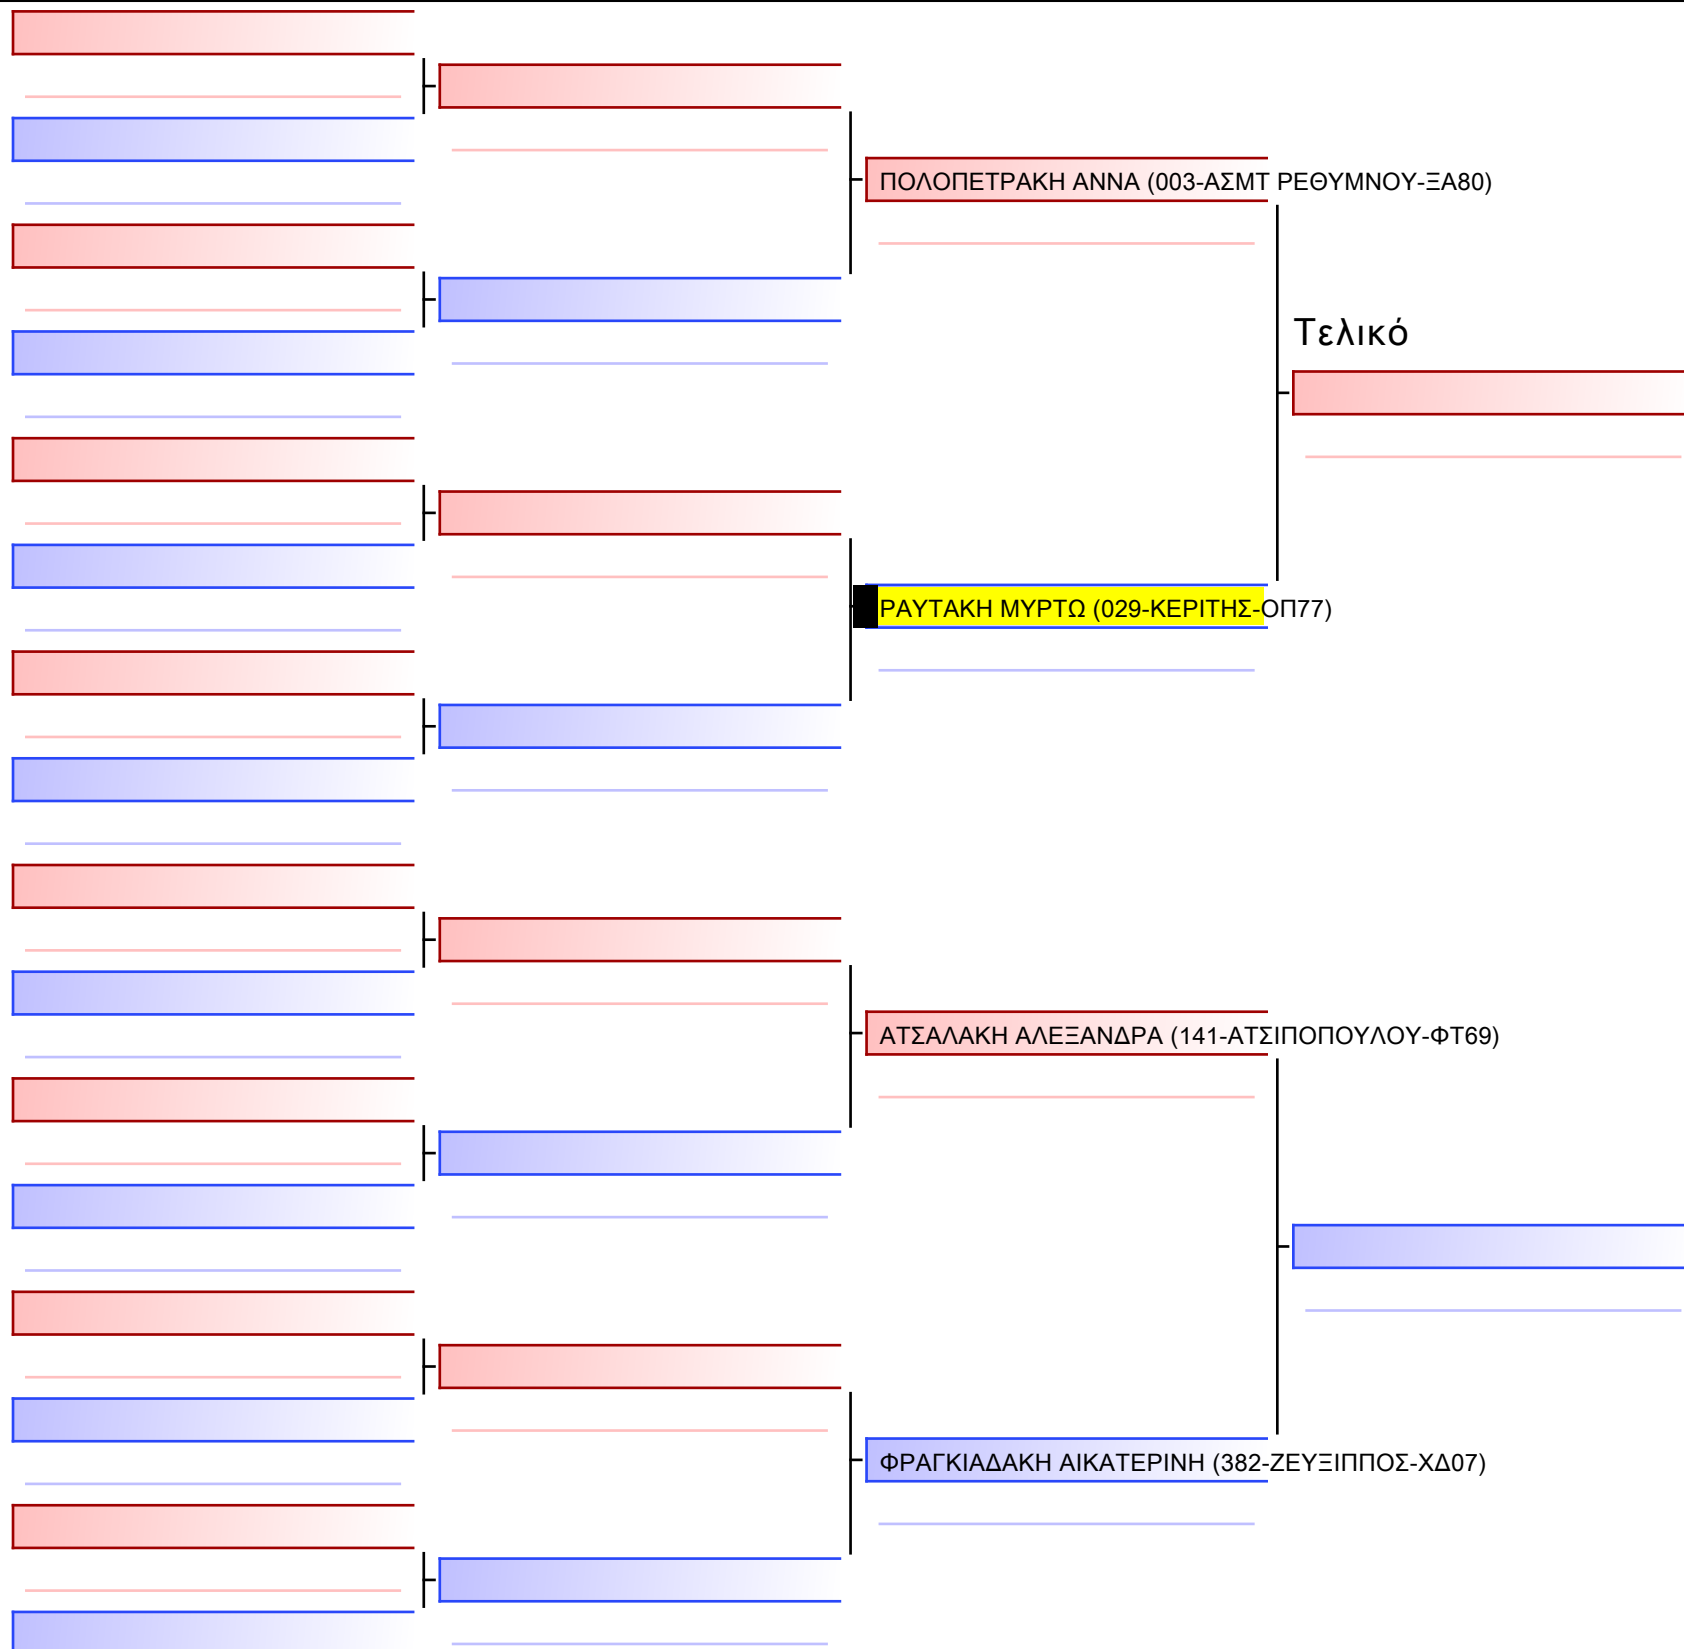 ΠΟΛΟΠΕΤΡΑΚΗ ΑΝΝΑ (003-ΑΣΜΤ ΡΕΘΥΜΝΟΥ-ΞΑ80)
Τελικό
ΡΑΥΤΑΚΗ ΜΥΡΤΩ (029-ΚΕΡΙΤΗΣ-ΟΠ77)
ΑΤΣΑΛΑΚΗ ΑΛΕΞΑΝΔΡΑ (141-ΑΤΣΙΠΟΠΟΥΛΟΥ-ΦΤ69)
ΦΡΑΓΚΙΑΔΑΚΗ ΑΙΚΑΤΕΡΙΝΗ (382-ΖΕΥΞΙΠΠΟΣ-ΧΔ07)